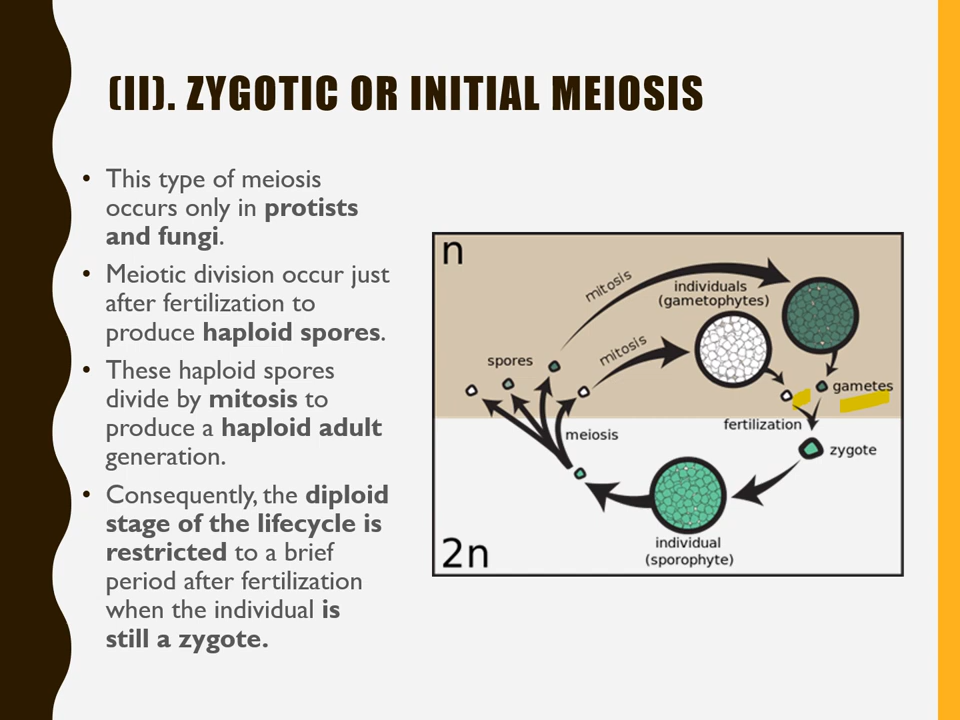 (II). ZYGOTIC OR INITIAL MEIOSIS
• This type of meiosis
occurs only in protists
and fungi.
• Meiotic division occur just
after fertilization to
produce haploid spores.
• These haploid spores
divide by mitosis to
produce a haploid adult
generation.
• Consequently, the diploid
stage of the lifecycle is
restricted to a brief
period after fertilization
when the individual is
still a zygote.
n
mitosis
individuals
(gametophytes)
mitosis
spores
gametes
fertilization
meiosis
zygote
individual
(sporophyte)
2n